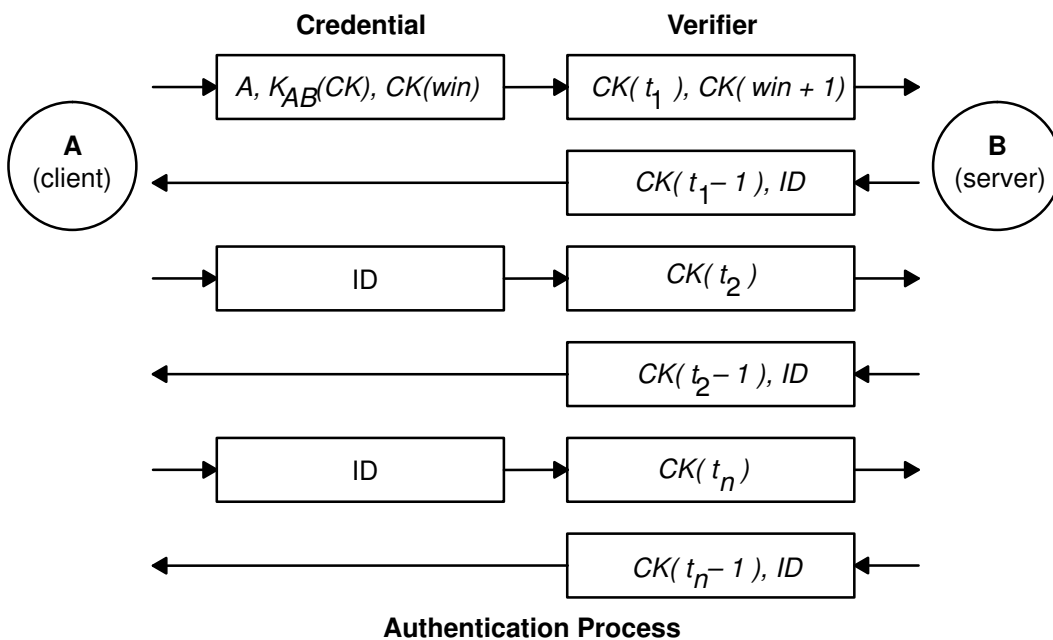 Credential
Verifier
A, K_AB(CK), CK(win)
CK( t_1 ), CK( win + 1)
A
(client)
B
(server)
CK( t_1 – 1 ), ID
ID
CK( t_2 )
CK( t_2 – 1 ), ID
ID
CK( t_n )
CK( t_n – 1 ), ID
Authentication Process